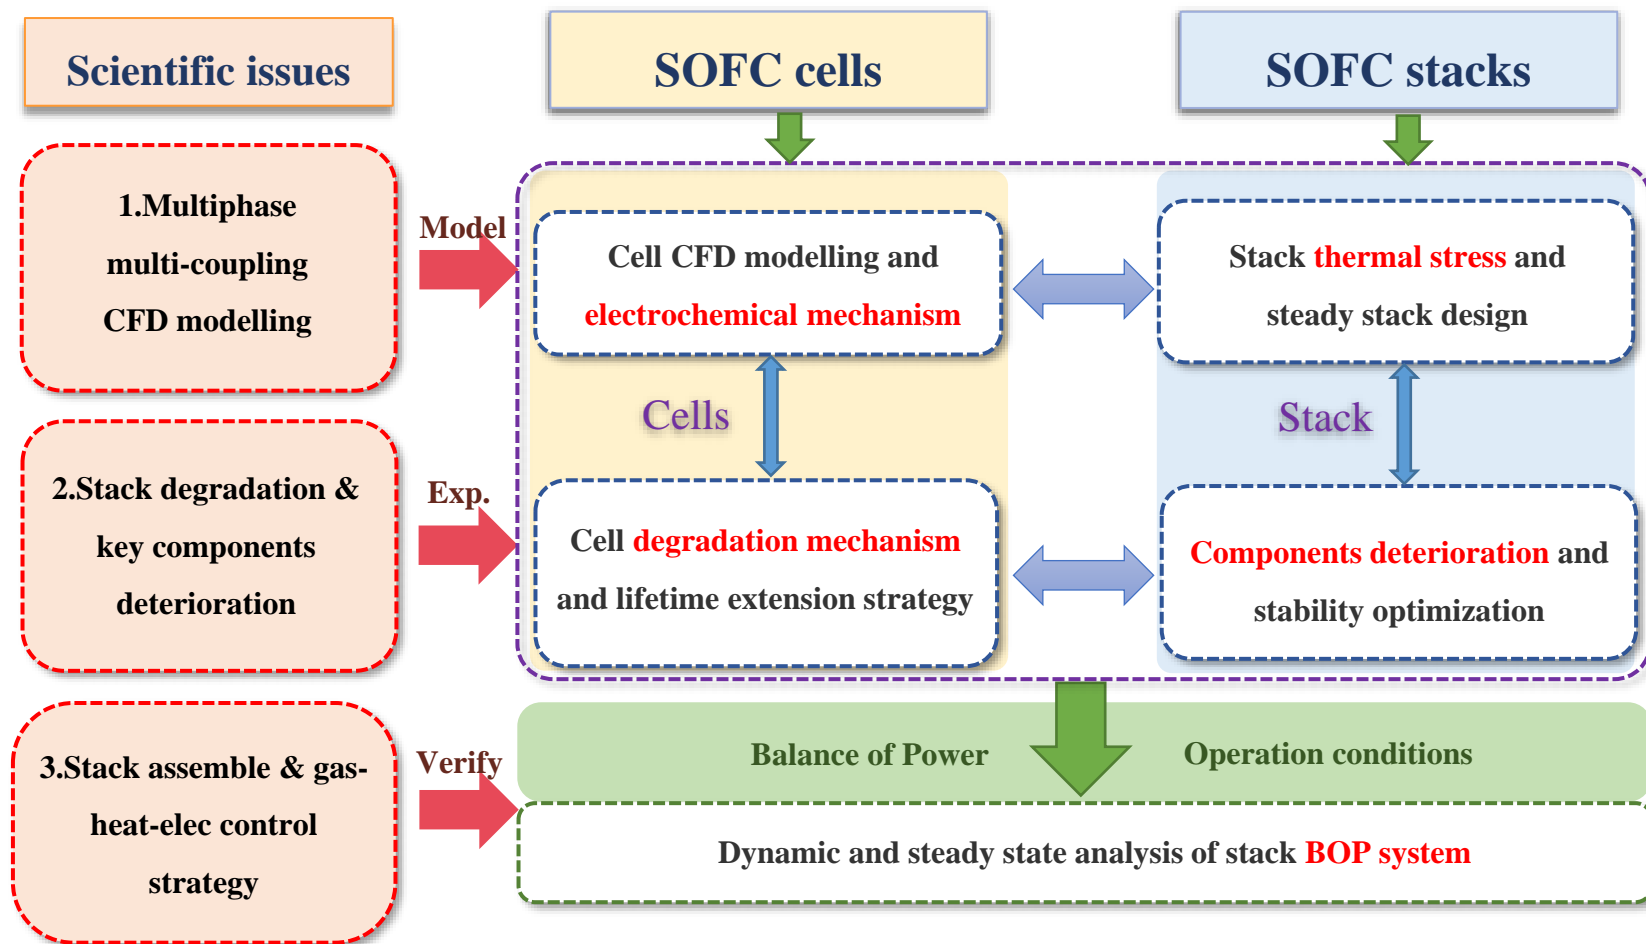 Scientific issues
SOFC cells
SOFC stacks
1.Multiphase
multi-coupling
CFD modelling
Model
Cell CFD modelling and
electrochemical mechanism
Stack thermal stress and
steady stack design
Cells
Stack
2.Stack degradation &
key components
deterioration
Exp.
Cell degradation mechanism
and lifetime extension strategy
Components deterioration and
stability optimization
3.Stack assemble & gas-
heat-elec control
strategy
Verify
Balance of Power
Operation conditions
Dynamic and steady state analysis of stack BOP system